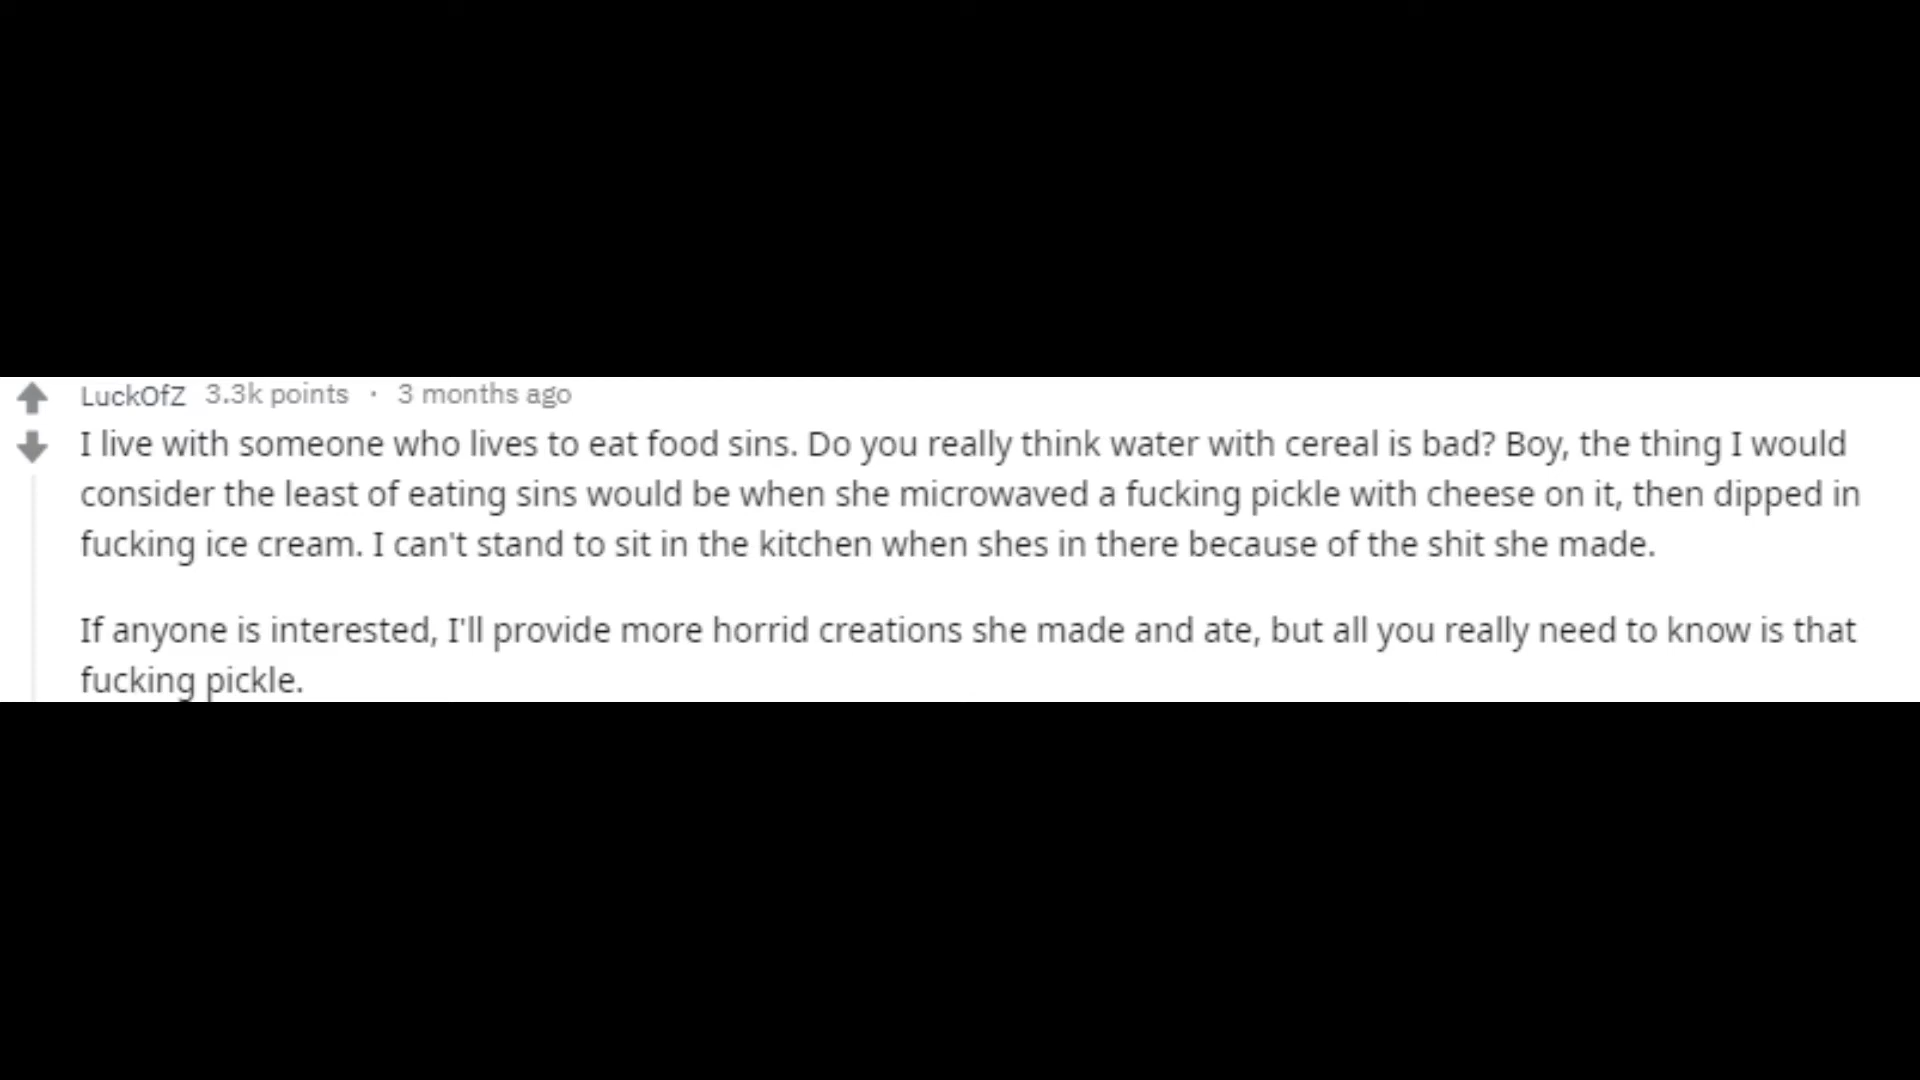 LuckOfZ 3.3k points · 3 months ago
I live with someone who lives to eat food sins. Do you really think water with cereal is bad? Boy, the thing I would
consider the least of eating sins would be when she microwaved a fucking pickle with cheese on it, then dipped in
fucking ice cream. I can't stand to sit in the kitchen when shes in there because of the shit she made.
If anyone is interested, I'll provide more horrid creations she made and ate, but all you really need to know is that
fucking pickle.